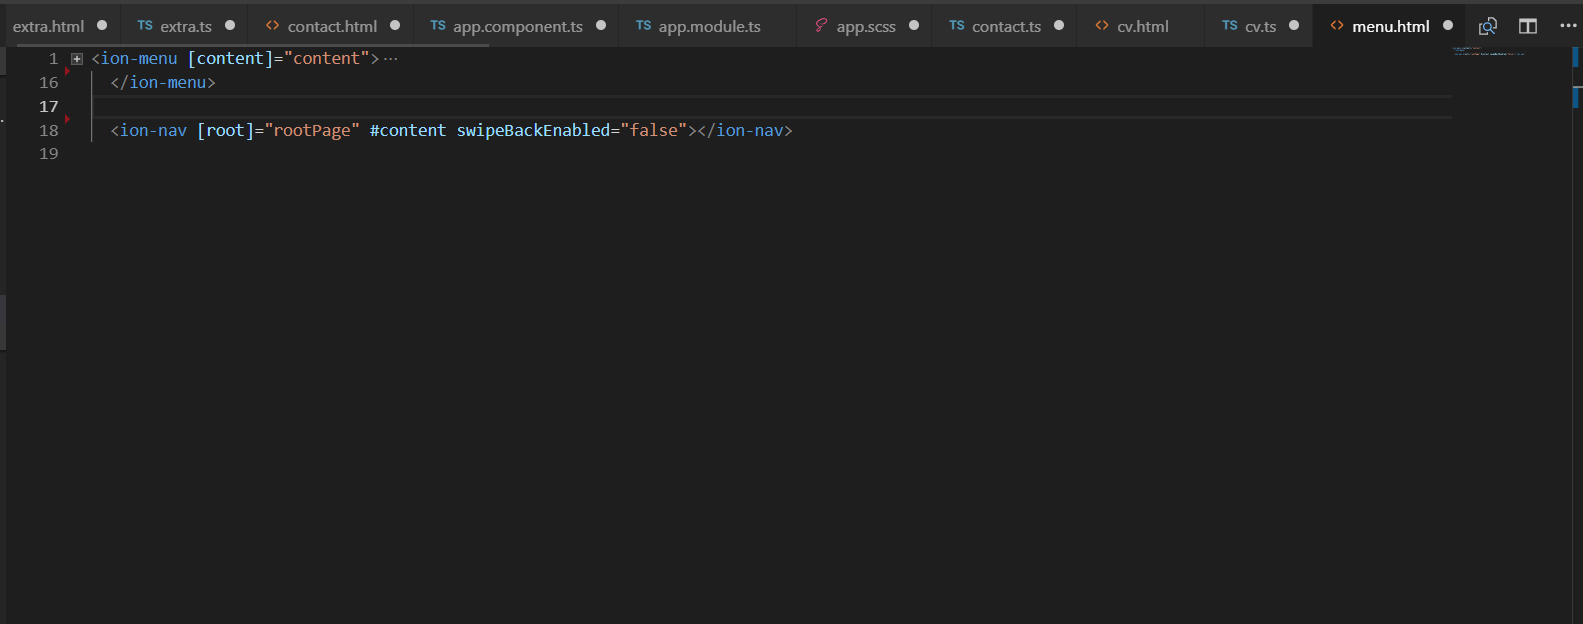 extra.html TS extra.ts <> contact.html TS app.component.ts TS app.module.ts app.scss TS contact.ts <> cv.html TS cv.ts <> menu.html
1 <ion-menu [content]="content">...
16 </ion-menu>
17
18 <ion-nav [root]="rootPage" #content swipeBackEnabled="false"></ion-nav>
19